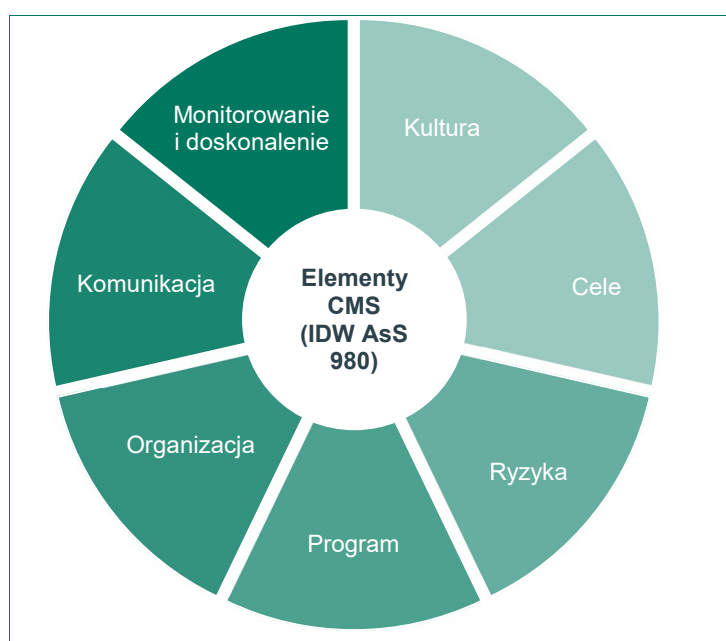 Monitorowanie
i doskonalenie
Kultura
Komunikacja
Elementy
CMS
(IDW AsS
980)
Cele
Organizacja
Ryzyka
Program